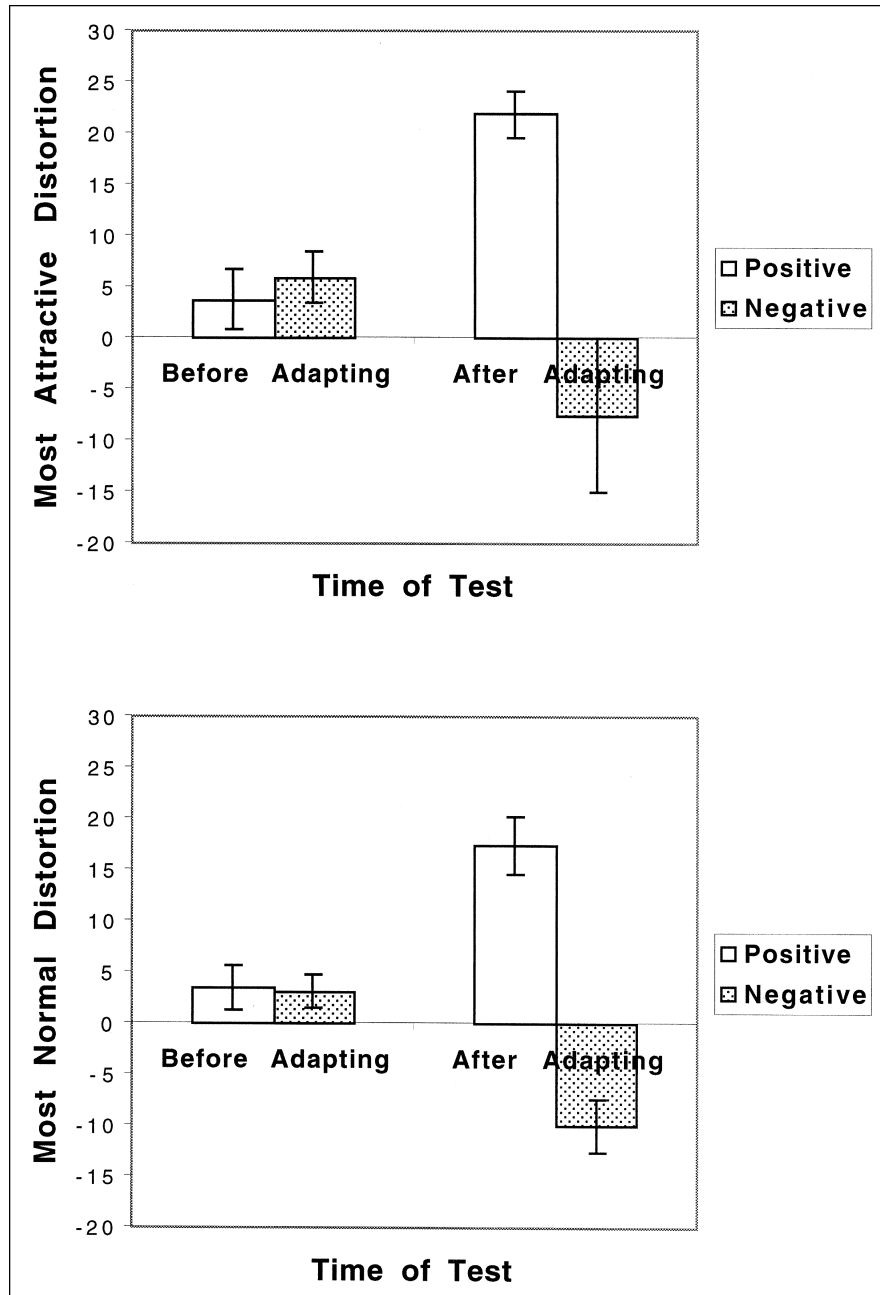 Most Attractive Distortion
30
25
20
15
10
5
0
-5
-10
-15
-20
Before Adapting
After Adapting
Time of Test
Positive
Negative
Most Normal Distortion
30
25
20
15
10
5
0
-5
-10
-15
-20
Before Adapting
After Adapting
Time of Test
Positive
Negative